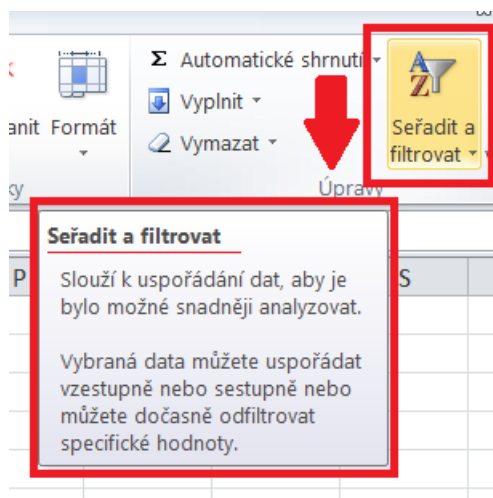 Σ Automatické shrnutí
Vyplnit
anit Formát
Vymazat
Seřadit a
filtrovat
ky
Úpravy
Seřadit a filtrovat
P
S
Slouží k uspořádání dat, aby je
bylo možné snadněji analyzovat.
Vybraná data můžete uspořádat
vzestupně nebo sestupně nebo
můžete dočasně odfiltrovat
specifické hodnoty.